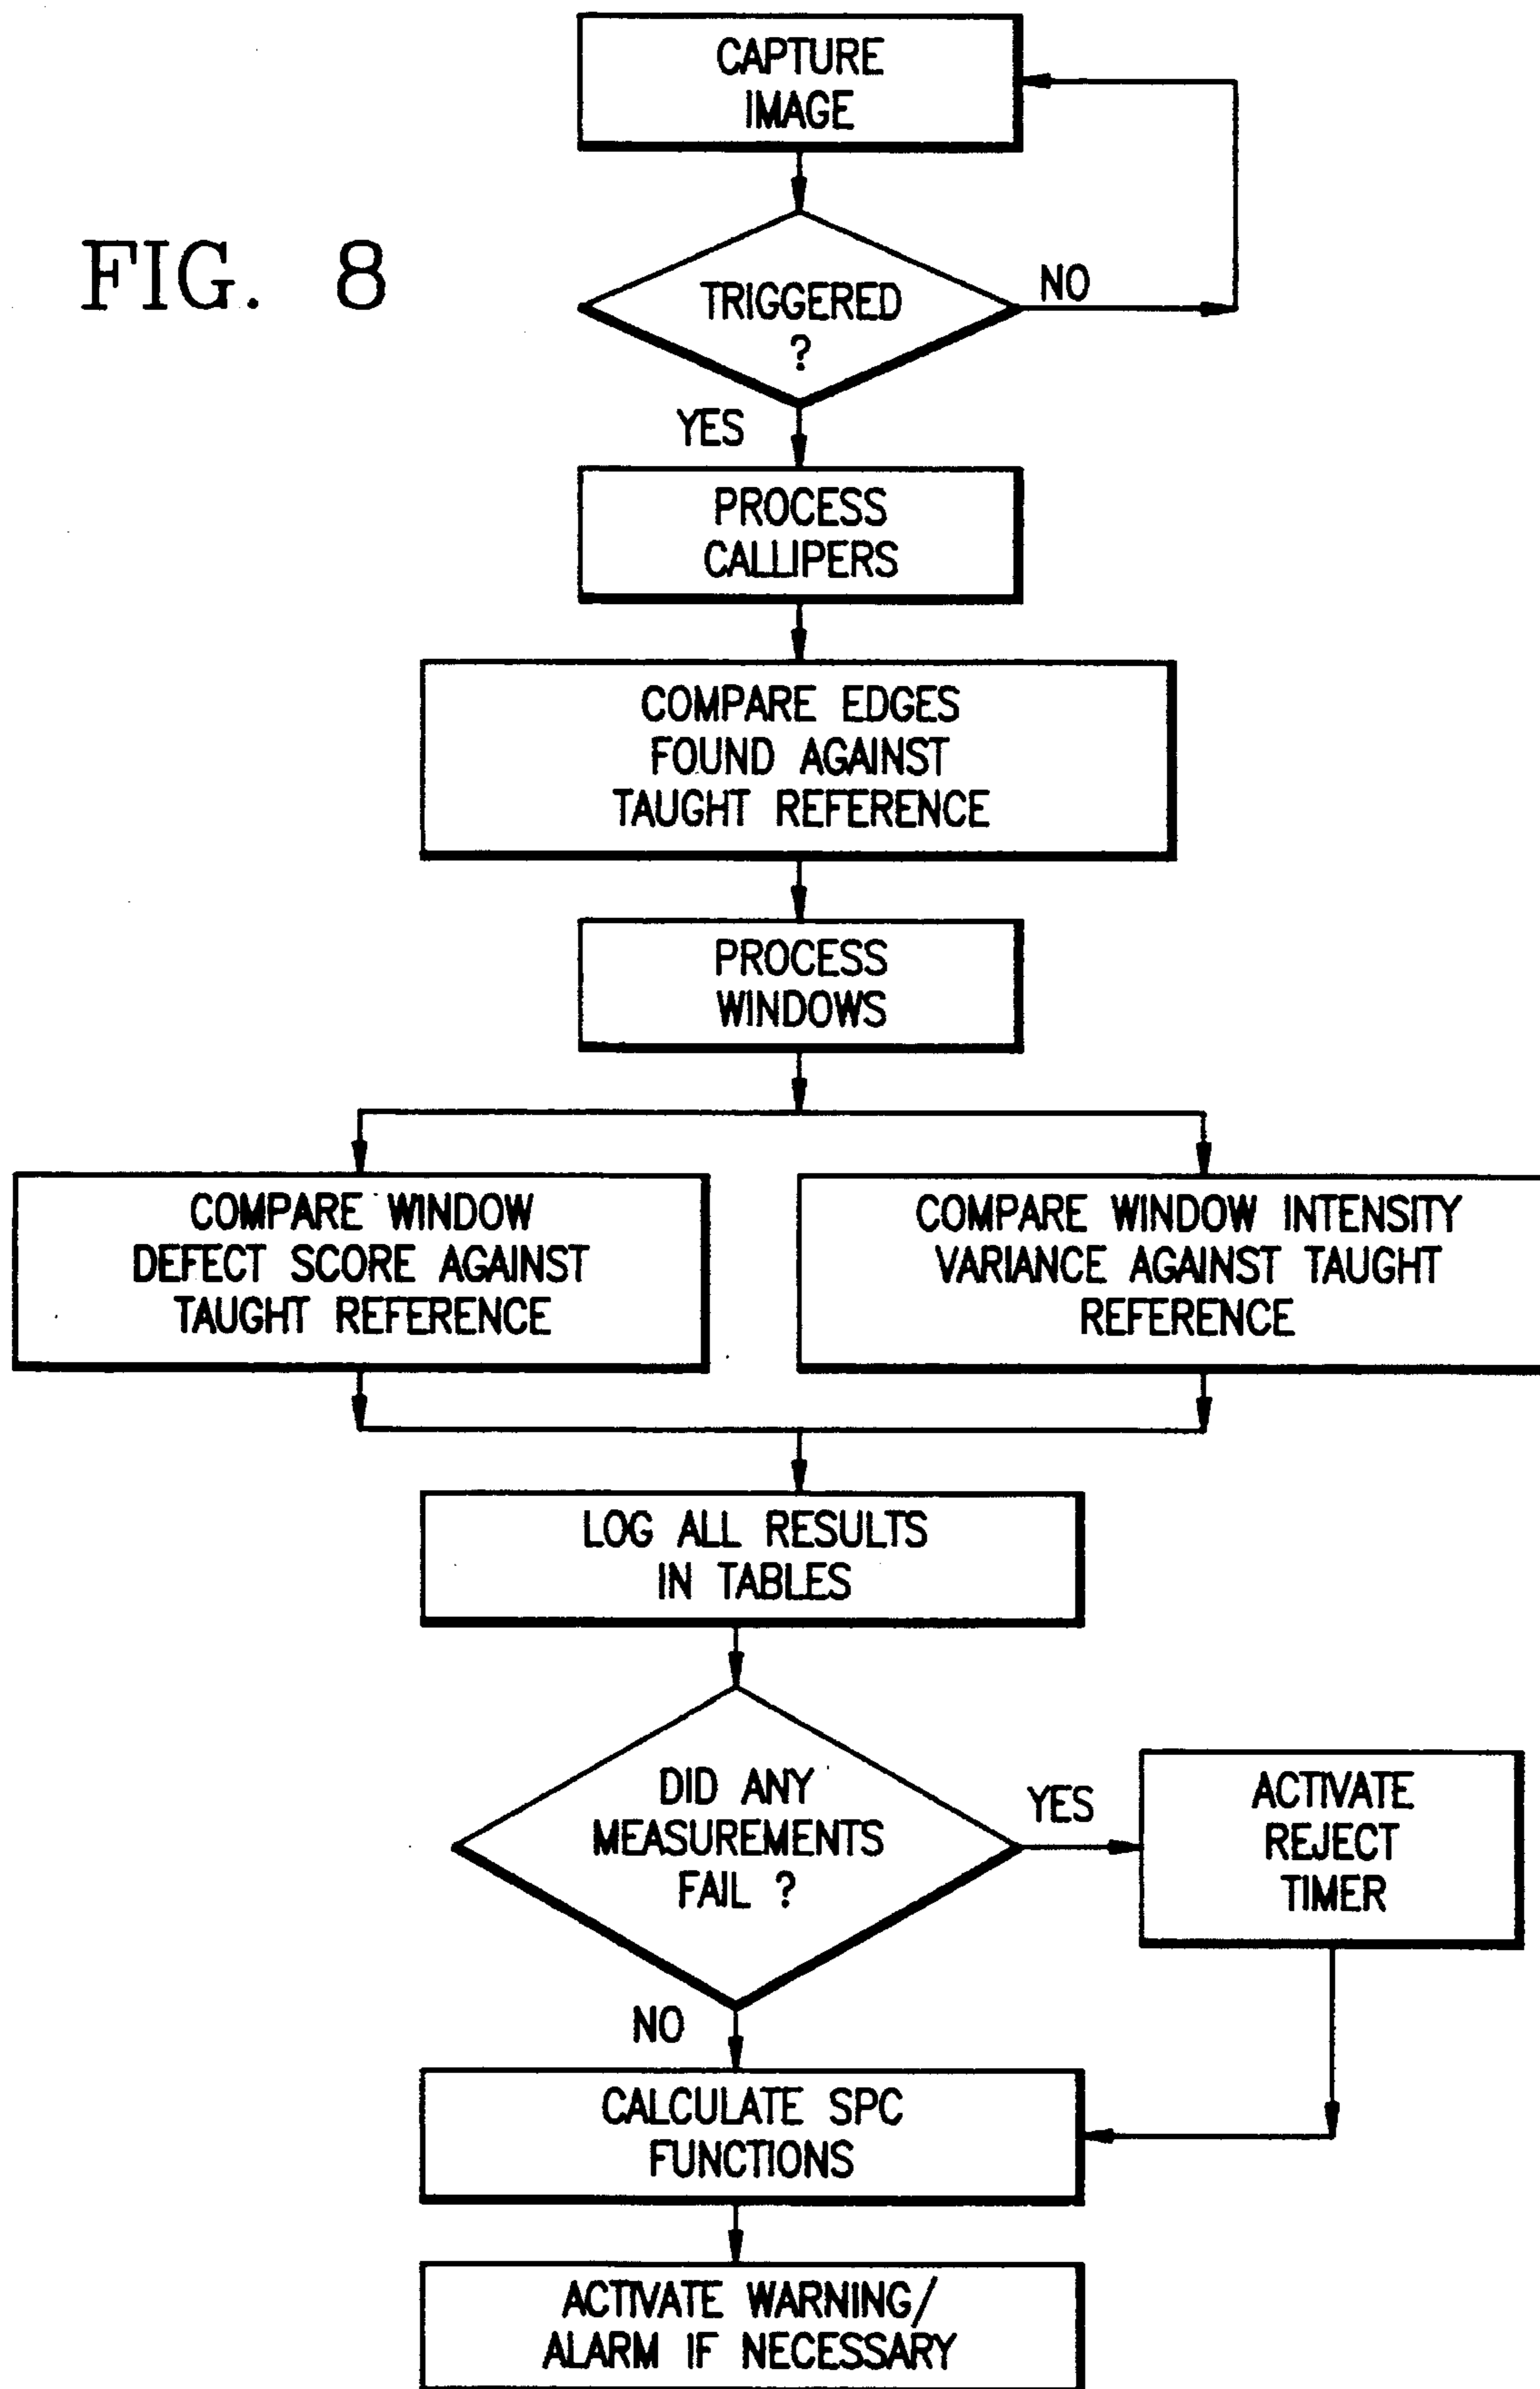 CAPTURE
IMAGE
FIG. 8
TRIGGERED
?
NO
YES
PROCESS
CALLIPERS
COMPARE EDGES
FOUND AGAINST
TAUGHT REFERENCE
PROCESS
WINDOWS
COMPARE WINDOW
DEFECT SCORE AGAINST
TAUGHT REFERENCE
COMPARE WINDOW INTENSITY
VARIANCE AGAINST TAUGHT
REFERENCE
LOG ALL RESULTS
IN TABLES
DID ANY
MEASUREMENTS
FAIL ?
YES
ACTIVATE
REJECT
TIMER
NO
CALCULATE SPC
FUNCTIONS
ACTIVATE WARNING/
ALARM IF NECESSARY